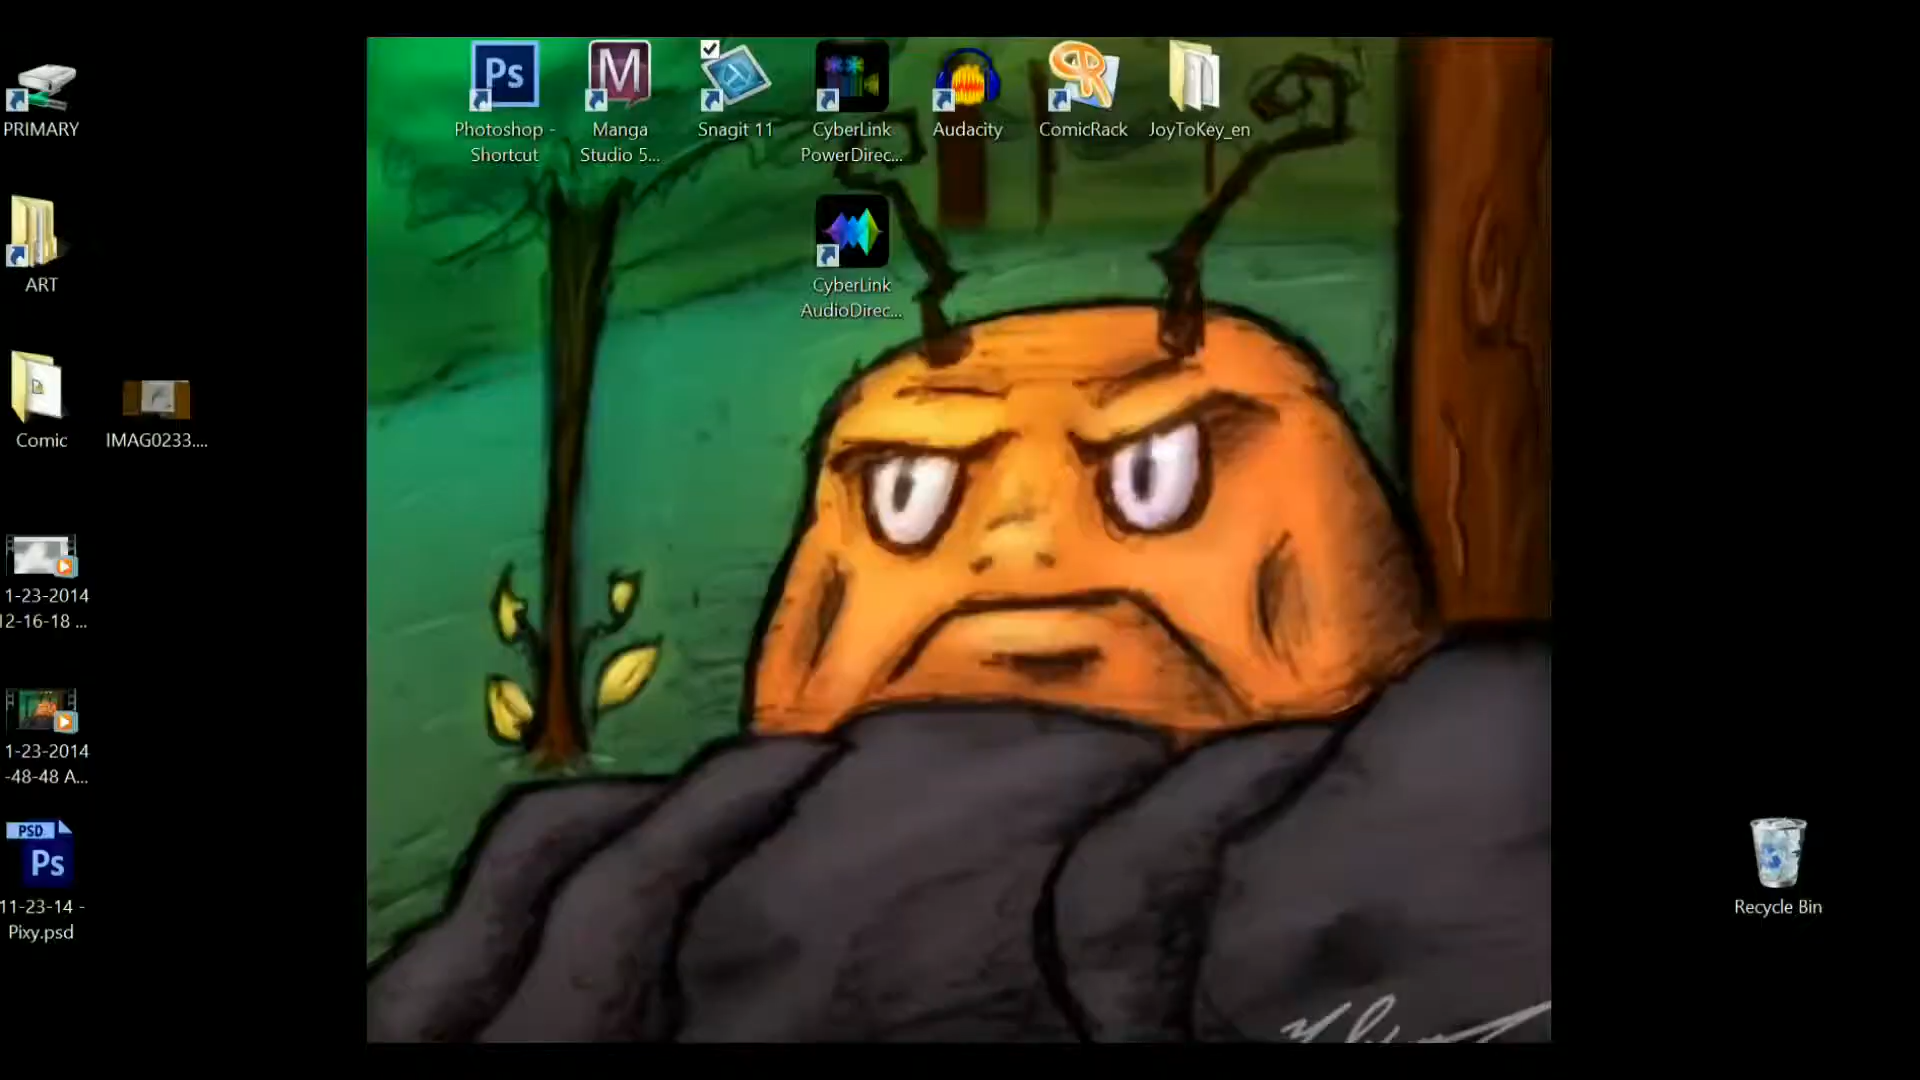 Ps
Photoshop -
Shortcut
M
Manga
Studio 5...
Snagit 11
CyberLink
PowerDirec...
Audacity
ComicRack
JoyToKey_en
CyberLink
AudioDirec...
PRIMARY
ART
Comic
IMAG0233....
1-23-2014
12-16-18 ...
1-23-2014
-48-48 A...
PSD
Ps
11-23-14 -
Pixy.psd
Recycle Bin